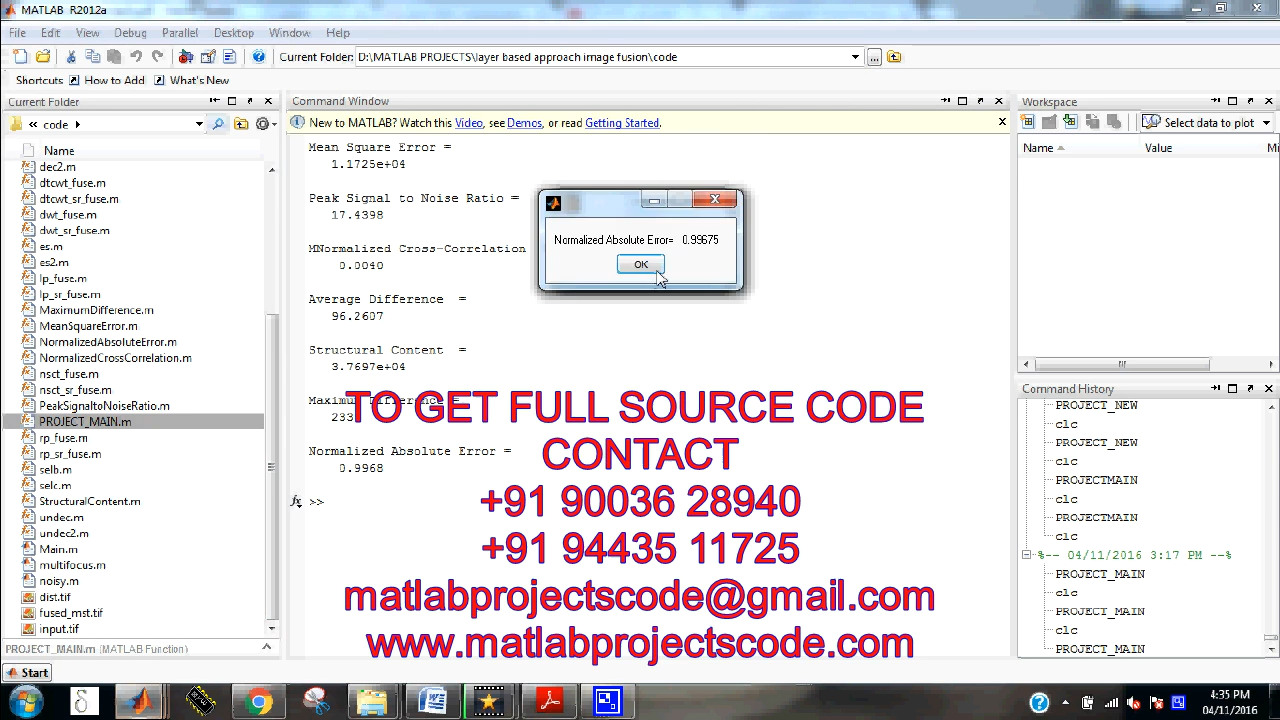 MATLAB R2012a
File Edit View Debug Parallel Desktop Window Help
Current Folder: D:\MATLAB PROJECTS\layer based approach image fusion\code
Shortcuts How to Add What's New
Current Folder
« code
Name
dec2.m
dtcwt_fuse.m
dtcwt_sr_fuse.m
dwt_fuse.m
dwt_sr_fuse.m
es.m
es2.m
lp_fuse.m
lp_sr_fuse.m
MaximumDifference.m
MeanSquareError.m
NormalizedAbsoluteError.m
NormalizedCrossCorrelation.m
nsct_fuse.m
nsct_sr_fuse.m
PeakSignaltoNoiseRatio.m
PROJECT_MAIN.m
rp_fuse.m
rp_sr_fuse.m
selb.m
selc.m
StructuralContent.m
undec.m
undec2.m
Main.m
multifocus.m
noisy.m
dist.tif
fused_mst.tif
input.tif
PROJECT_MAIN.m (MATLAB Function)
Start
Command Window
New to MATLAB? Watch this Video, see Demos, or read Getting Started.
Mean Square Error =
1.1725e+04
Peak Signal to Noise Ratio =
17.4398
MNormalized Cross-Correlation
0.0040
Average Difference =
96.2607
Structural Content =
3.7697e+04
Maximum Difference =
233
Normalized Absolute Error =
0.9968
fx >>
Normalized Absolute Error= 0.99675
OK
TO GET FULL SOURCE CODE
CONTACT
+91 90036 28940
+91 94435 11725
matlabprojectscode@gmail.com
www.matlabprojectscode.com
Workspace
Select data to plot
Name Value Mi
Command History
PROJECT_NEW
clc
PROJECT_NEW
clc
PROJECTMAIN
clc
PROJECTMAIN
clc
%-- 04/11/2016 3:17 PM --%
PROJECT_MAIN
clc
PROJECT_MAIN
clc
PROJECT_MAIN
4:35 PM
04/11/2016